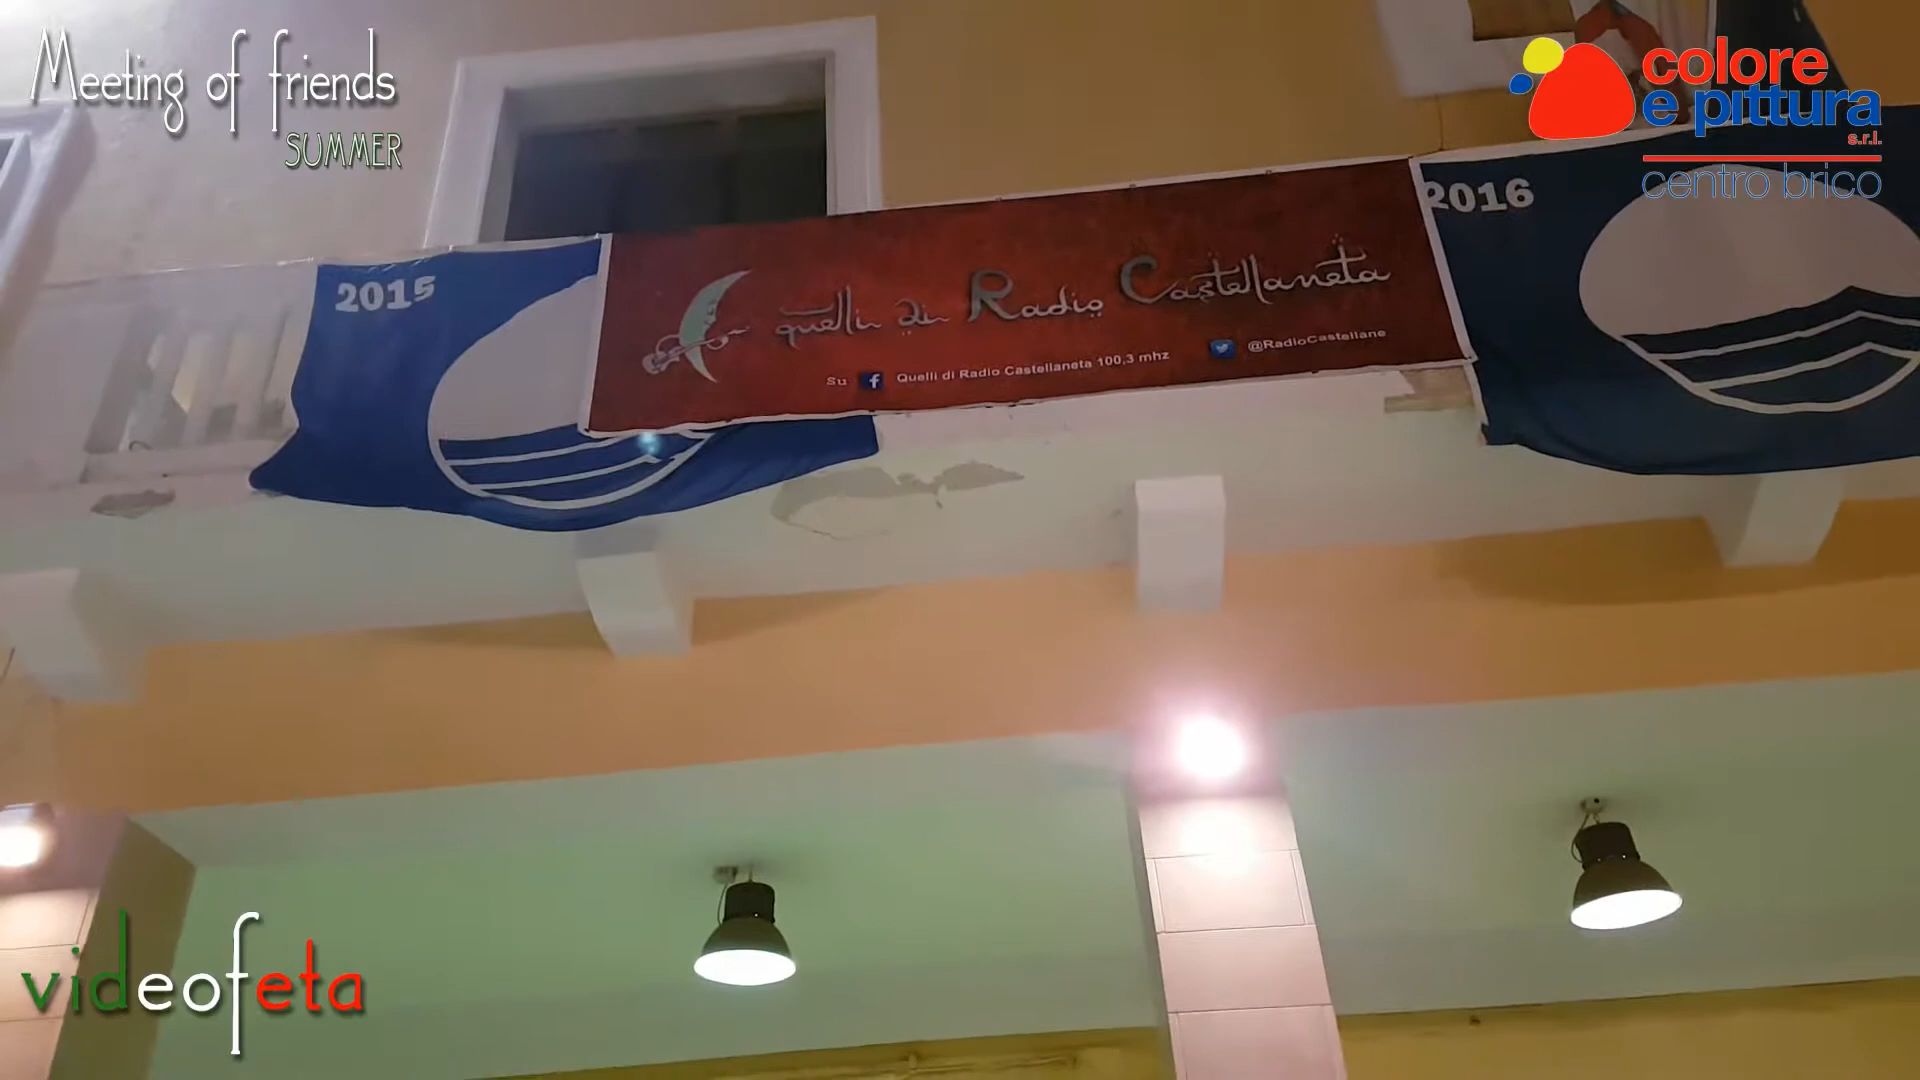 Meeting of friends
SUMMER
colore
e pittura
s.r.l.
centro brico
2015
quelli di Radio Castellaneta
Su f Quelli di Radio Castellaneta 100,3 mhz @RadioCastellane
2016
videofeta